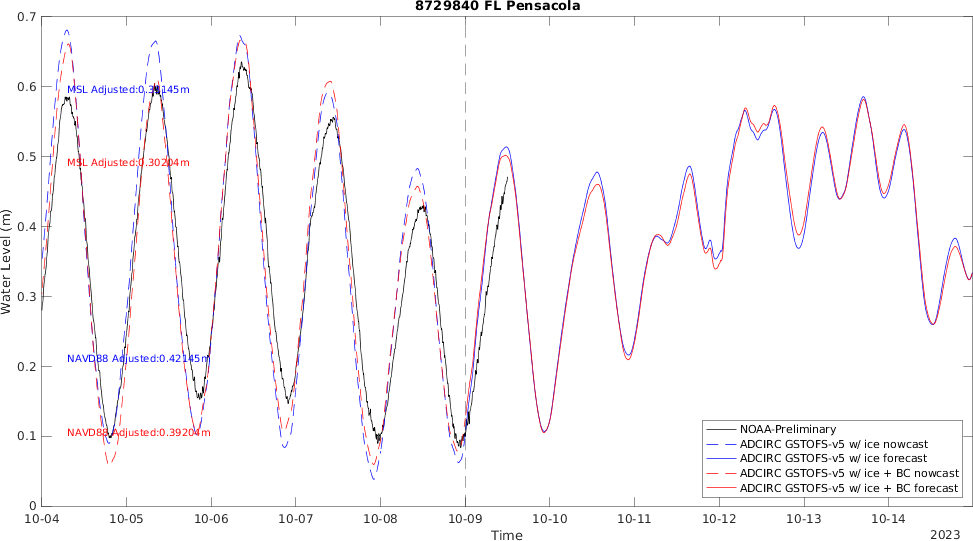 8729840 FL Pensacola
0.7
0.6
0.5
0.4
0.3
0.2
0.1
0
Water Level (m)
MSL Adjusted:0.33145m
MSL Adjusted:0.30204m
NAVD88 Adjusted:0.42145m
NAVD88 Adjusted:0.39204m
NOAA-Preliminary
ADCIRC GSTOFS-v5 w/ ice nowcast
ADCIRC GSTOFS-v5 w/ ice forecast
ADCIRC GSTOFS-v5 w/ ice + BC nowcast
ADCIRC GSTOFS-v5 w/ ice + BC forecast
10-04 10-05 10-06 10-07 10-08 10-09 10-10 10-11 10-12 10-13 10-14
Time
2023